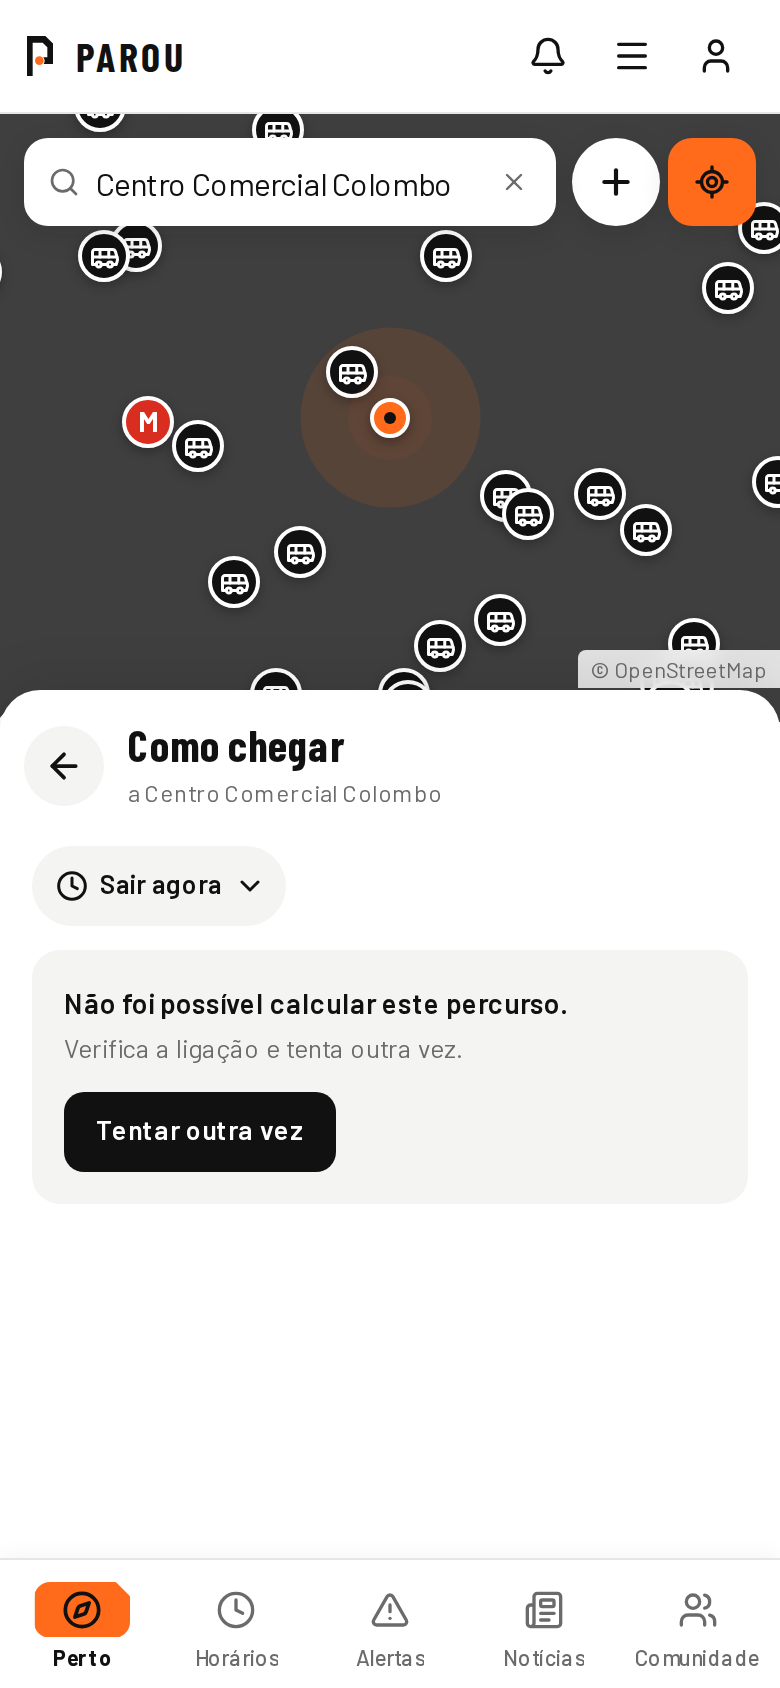 PAROU
Centro Comercial Colombo
M
© OpenStreetMap
Como chegar
a Centro Comercial Colombo
Sair agora
Não foi possível calcular este percurso.
Verifica a ligação e tenta outra vez.
Tentar outra vez
Perto
Horários
Alertas
Notícias
Comunidade